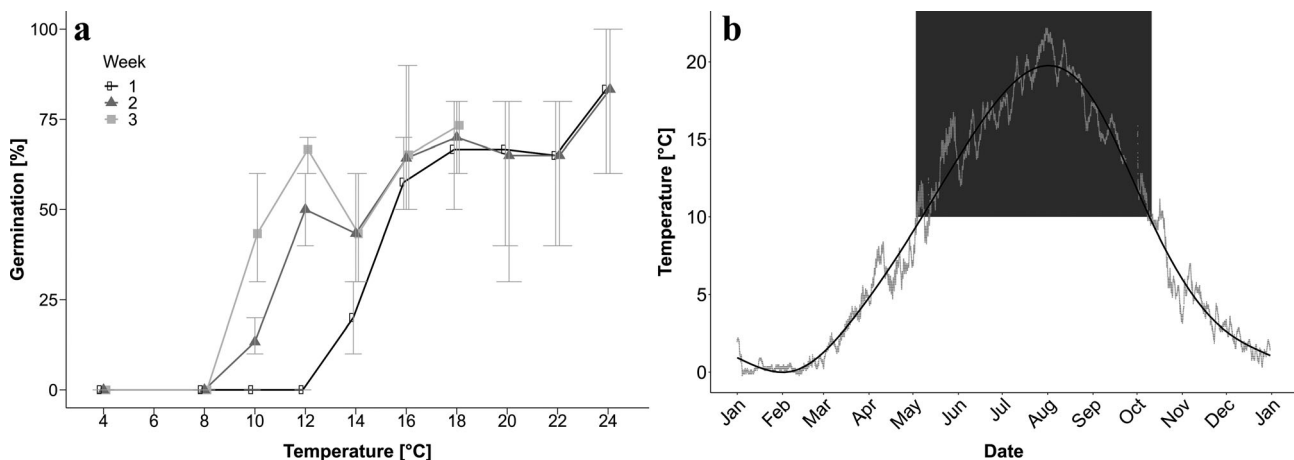 a
Week
1
2
3
Germination [%]
100
75
50
25
0
4 6 8 10 12 14 16 18 20 22 24
Temperature [°C]
b
Temperature [°C]
20
15
10
5
0
Jan Feb Mar Apr May Jun Jul Aug Sep Oct Nov Dec Jan
Date